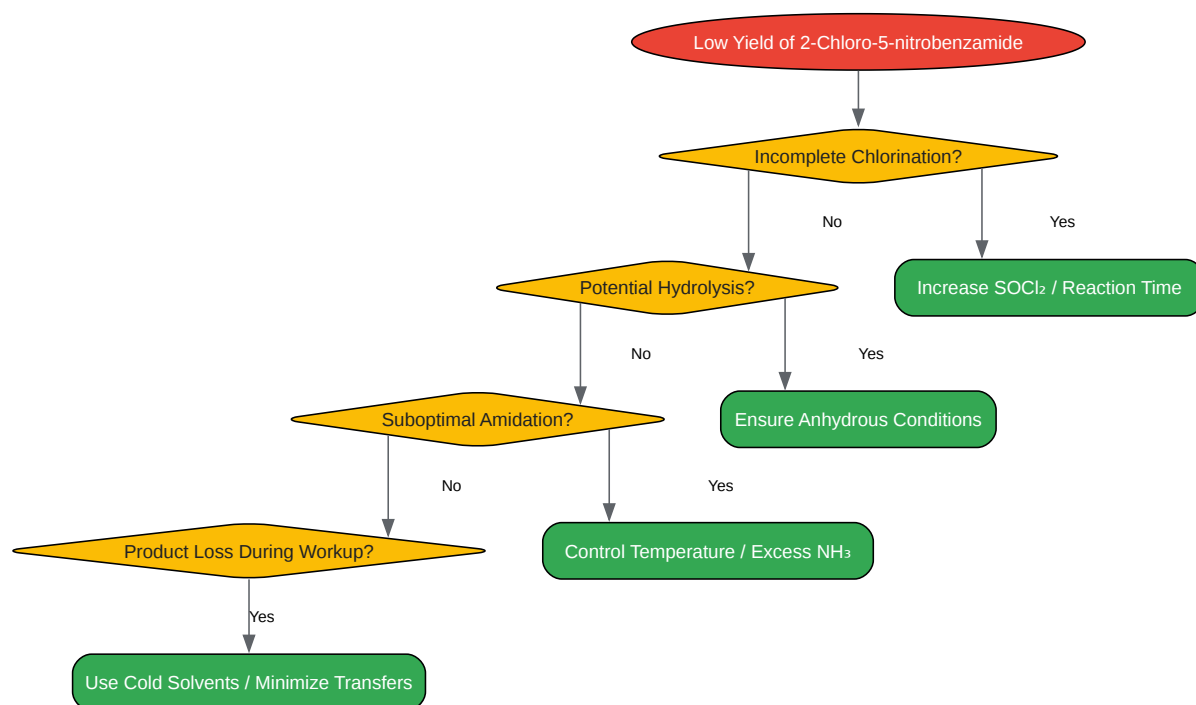 Low Yield of 2-Chloro-5-nitrobenzamide
Incomplete Chlorination?
No
Yes
Potential Hydrolysis?
Increase SOCl₂ / Reaction Time
No
Yes
Suboptimal Amidation?
Ensure Anhydrous Conditions
No
Yes
Product Loss During Workup?
Control Temperature / Excess NH₃
Yes
Use Cold Solvents / Minimize Transfers